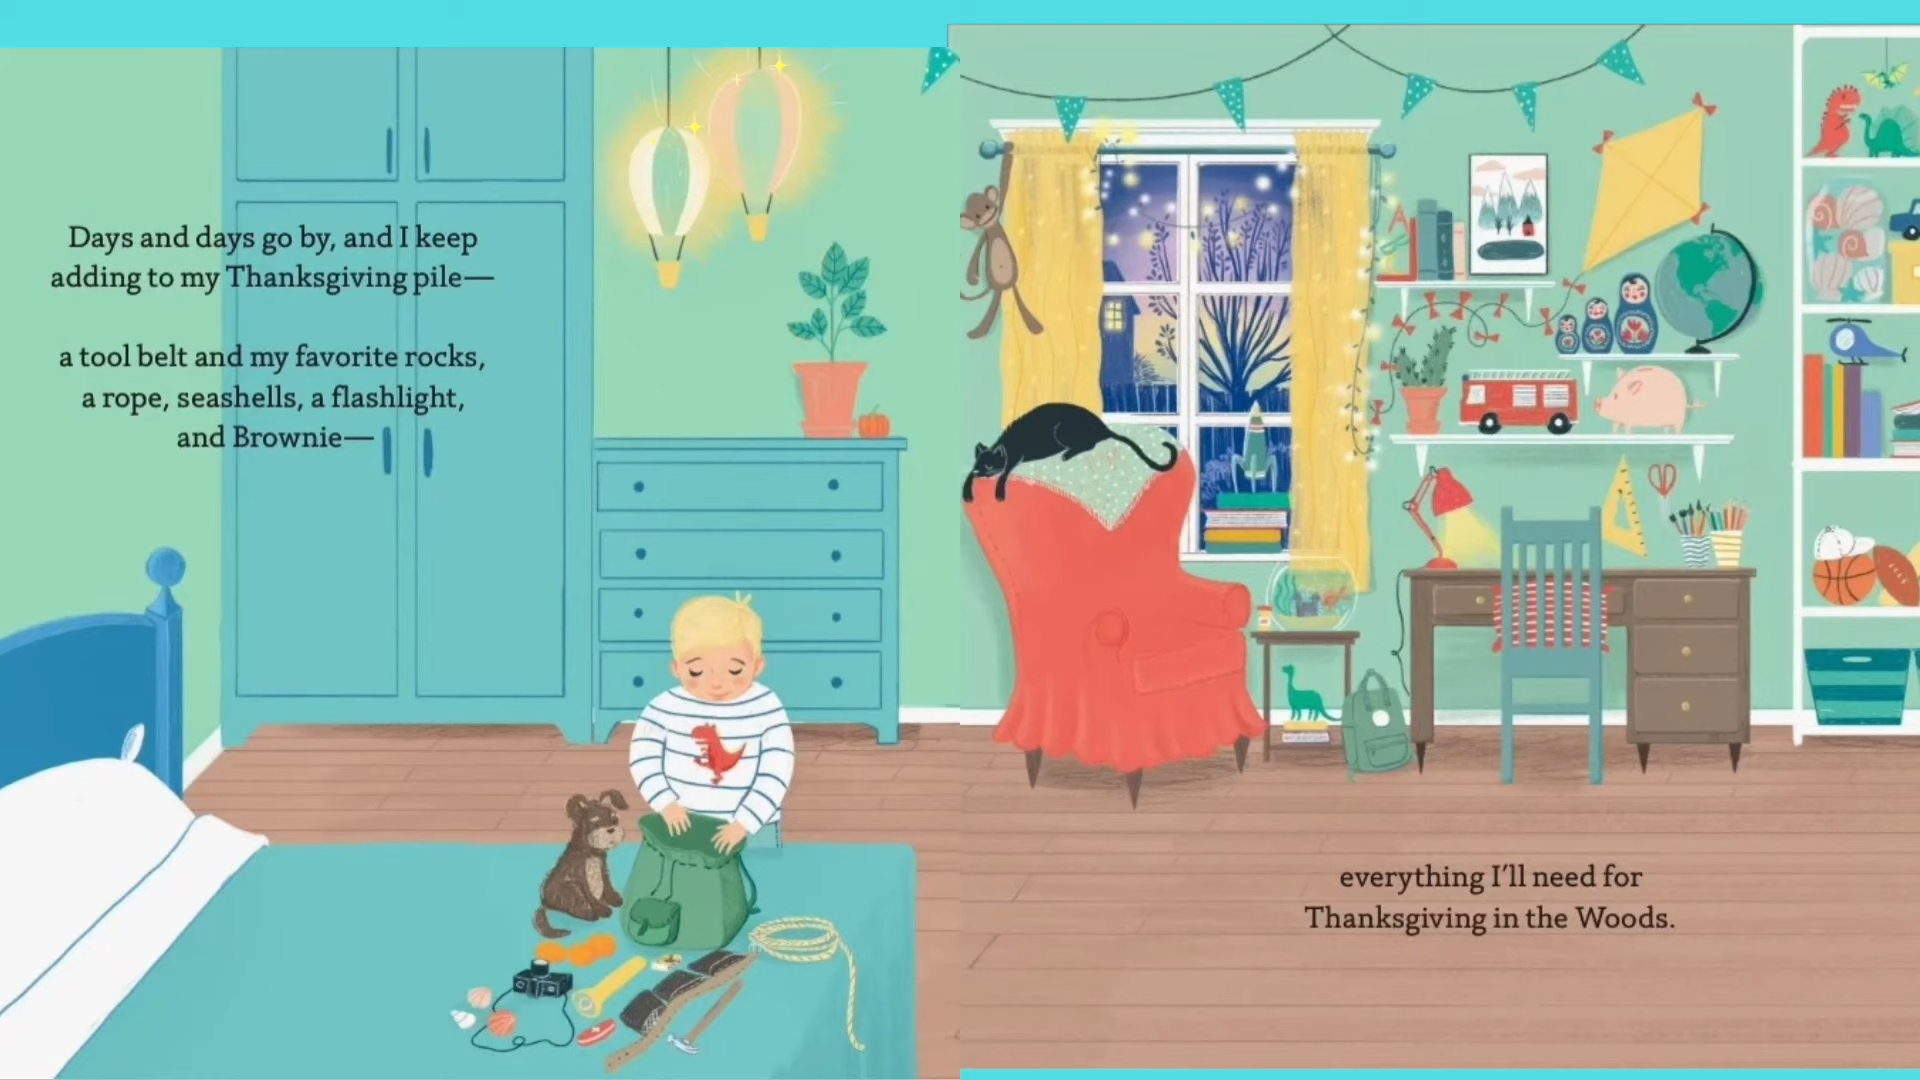 Days and days go by, and I keep
adding to my Thanksgiving pile—
a tool belt and my favorite rocks,
a rope, seashells, a flashlight,
and Brownie—
everything I'll need for
Thanksgiving in the Woods.